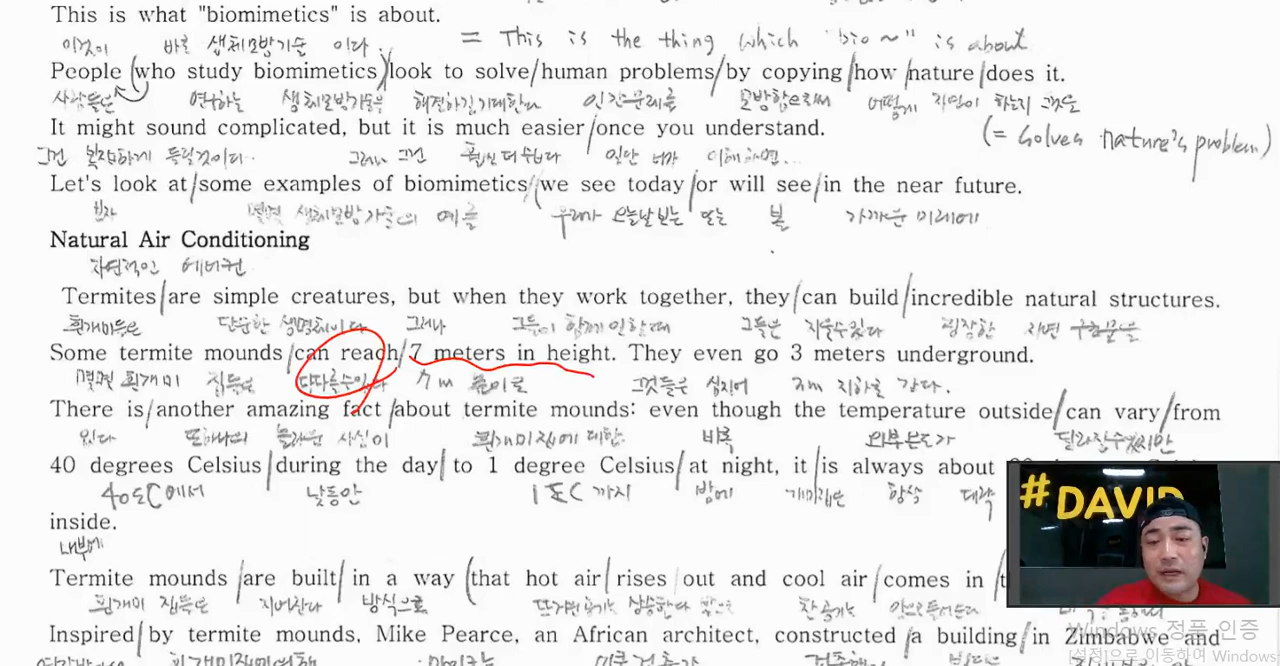 This is what "biomimetics" is about.
이것이 바로 생체모방기술 이다.
= This is the thing which "bio~" is about
People (who study biomimetics) look to solve/human problems/by copying/how/nature/does it.
사람들은 연구하는 생체모방기술을 해결하길 기대한다 인간문제를 모방함으로써 어떻게 자연이 하는지 그것을
It might sound complicated, but it is much easier/once you understand.
(= solves nature's problem)
그건 복잡하게 들릴것이다.. 그러나 그건 훨씬 더 쉽다 일단 너가 이해하면...
Let's look at/some examples of biomimetics/(we see today/or will see/in the near future.
보자 몇몇 생체모방기술의 예를 우리가 오늘날 보는 또는 볼 가까운 미래에
Natural Air Conditioning
자연적인 에어컨
Termites/are simple creatures, but when they work together, they/can build/incredible natural structures.
흰개미들은 단순한 생명체이다 그러나 그들이 함께 일할때 그들은 지을수있다 굉장한 자연 구조물을
Some termite mounds/can reach/7 meters in height. They even go 3 meters underground.
몇몇 흰개미 집들은 도달할수있다 7m 높이로 그것들은 심지어 3m 지하로 간다.
There is/another amazing fact/about termite mounds: even though the temperature outside/can vary/from
있다 또하나의 놀라운 사실이 흰개미집에 대한 비록 외부온도가 달라질수있지만
40 degrees Celsius/during the day/to 1 degree Celsius/at night, it/is always about
40도C에서 낮동안 1도C 까지 밤에 개미집은 항상 대략
inside.
내부에
Termite mounds/are built/in a way (that hot air/rises/out and cool air/comes in
흰개미 집들은 지어진다 방식으로 뜨거운공기는 상승한다 밖으로 찬 공기는 안으로들어온다
Inspired/by termite mounds, Mike Pearce, an African architect, constructed/a building/in Zimbabwe and
#DAVID
Windows 정품 인증
[설정]으로 이동하여 Windows